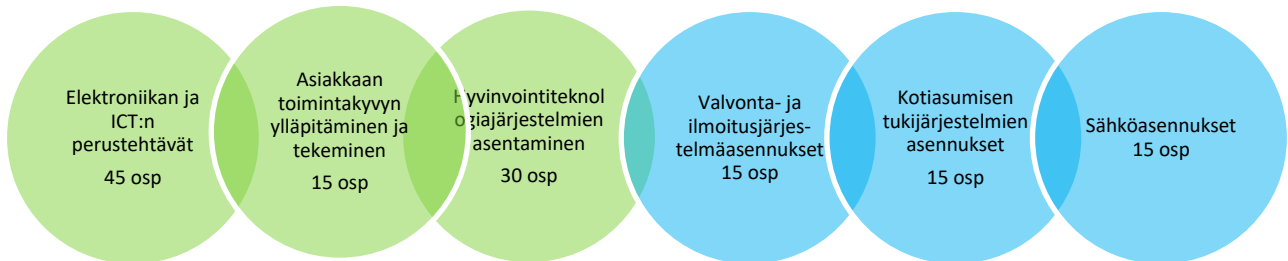 Elektroniikan ja
ICT:n
perustehtävät
45 osp
Asiakkaan
toimintakyvyn
ylläpitäminen ja
tekeminen
15 osp
Hyvinvointiteknol
ogiajärjestelmien
asentaminen
30 osp
Valvonta- ja
ilmoitusjärjes-
telmäasennukset
15 osp
Kotiasumisen
tukijärjestelmien
asennukset
15 osp
Sähköasennukset
15 osp